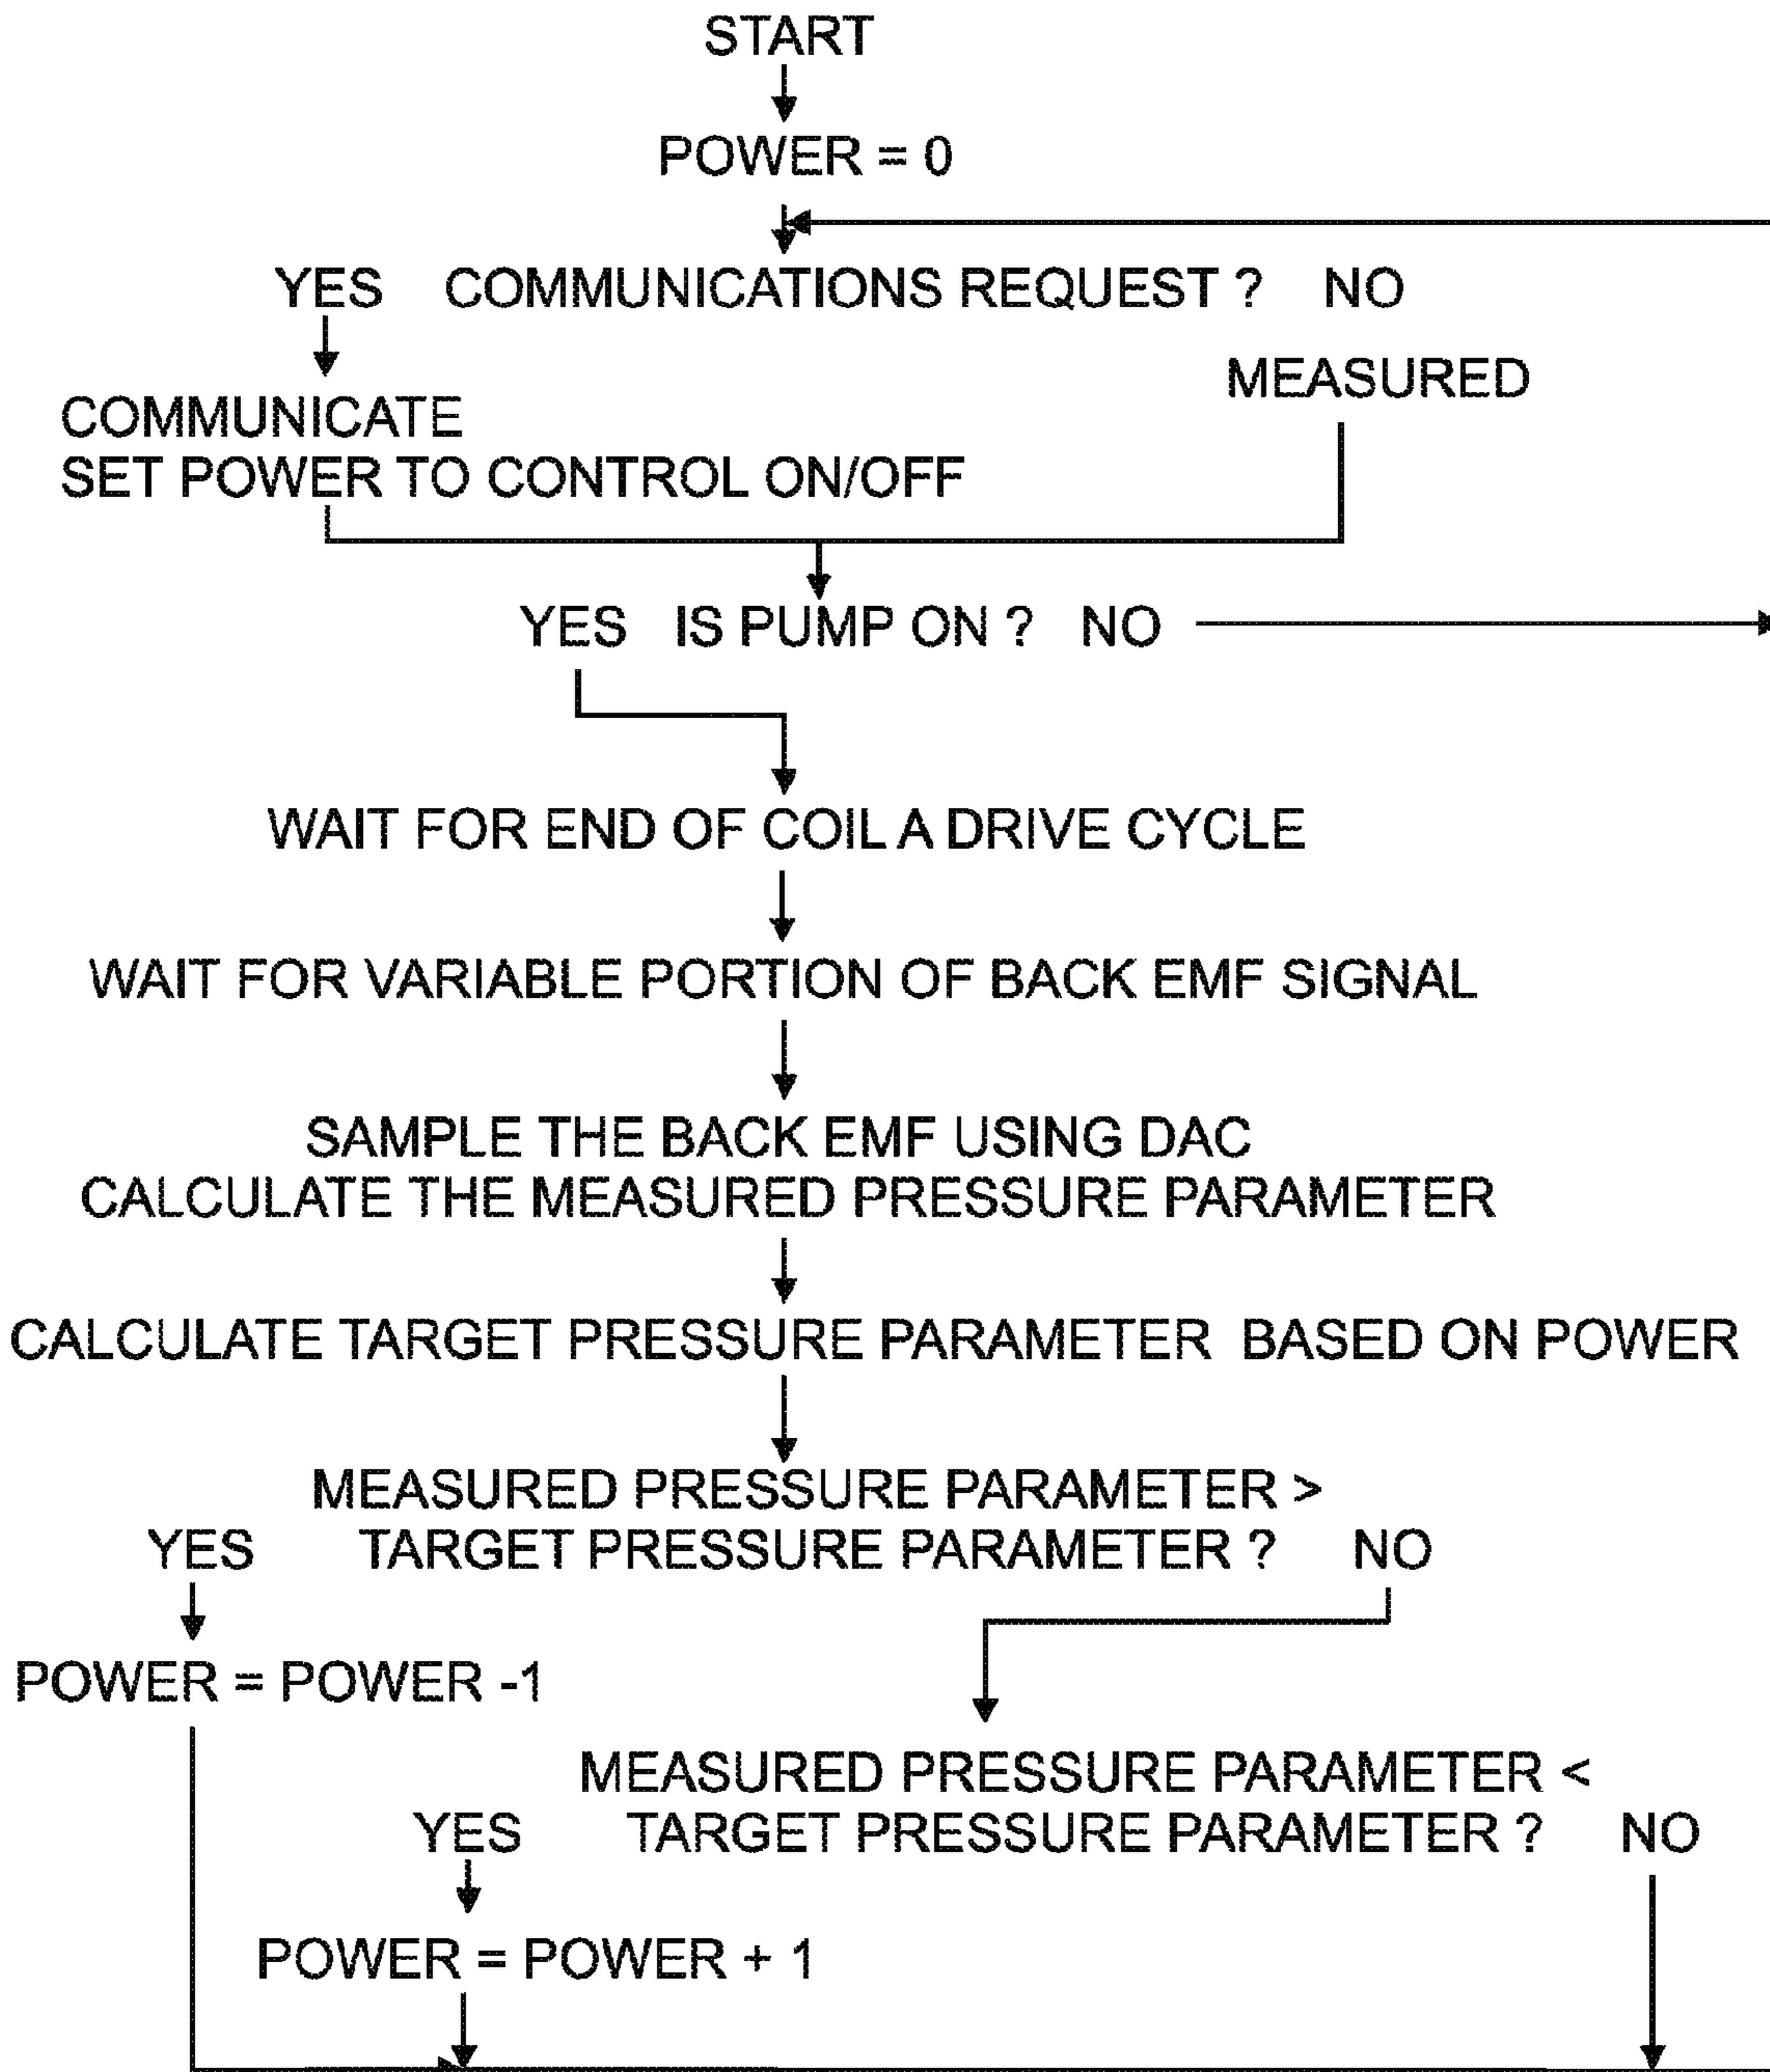 START
POWER = 0
YES COMMUNICATIONS REQUEST ? NO
MEASURED
COMMUNICATE
SET POWER TO CONTROL ON/OFF
YES IS PUMP ON ? NO
WAIT FOR END OF COIL A DRIVE CYCLE
WAIT FOR VARIABLE PORTION OF BACK EMF SIGNAL
SAMPLE THE BACK EMF USING DAC
CALCULATE THE MEASURED PRESSURE PARAMETER
CALCULATE TARGET PRESSURE PARAMETER BASED ON POWER
MEASURED PRESSURE PARAMETER >
YES TARGET PRESSURE PARAMETER ? NO
POWER = POWER -1
MEASURED PRESSURE PARAMETER <
YES TARGET PRESSURE PARAMETER ? NO
POWER = POWER + 1